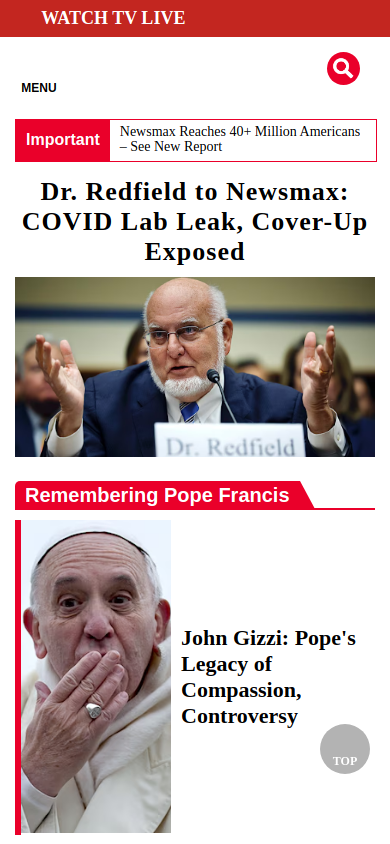 WATCH TV LIVE
MENU
Important
Newsmax Reaches 40+ Million Americans
– See New Report
Dr. Redfield to Newsmax:
COVID Lab Leak, Cover-Up
Exposed
Dr. Redfield
Remembering Pope Francis
John Gizzi: Pope's
Legacy of
Compassion,
Controversy
TOP